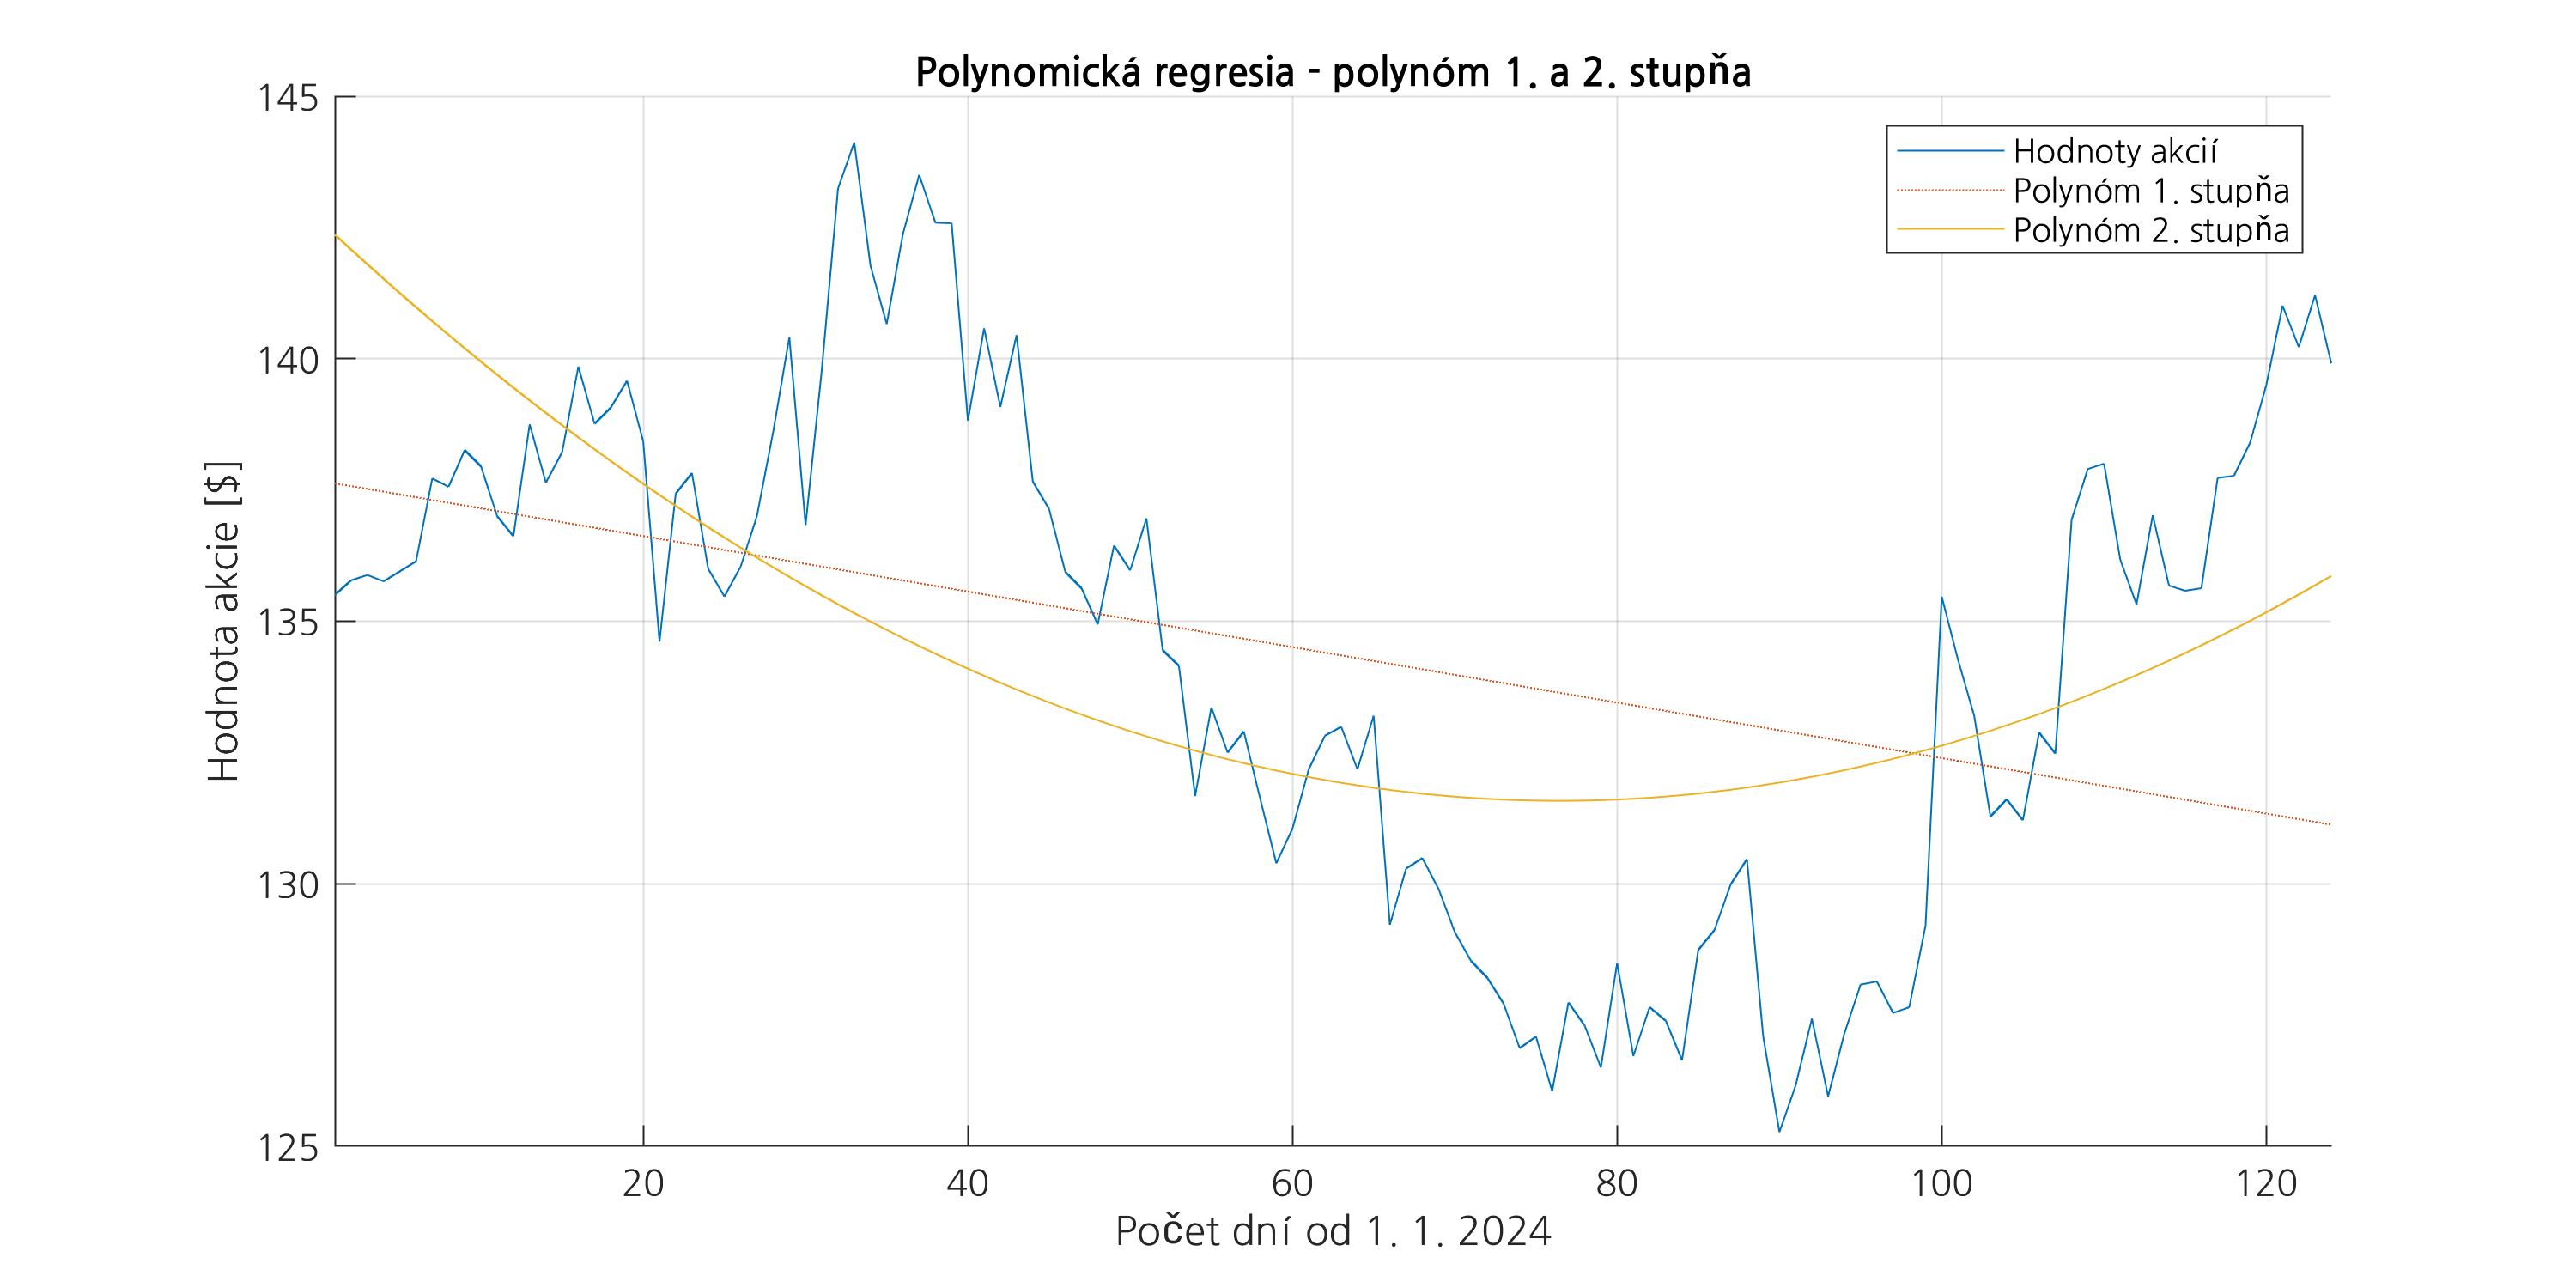 Polynomická regresia - polynóm 1. a 2. stupňa
145
140
135
130
125
Hodnota akcie [$]
Hodnoty akcií
Polynóm 1. stupňa
Polynóm 2. stupňa
20 40 60 80 100 120
Počet dní od 1. 1. 2024